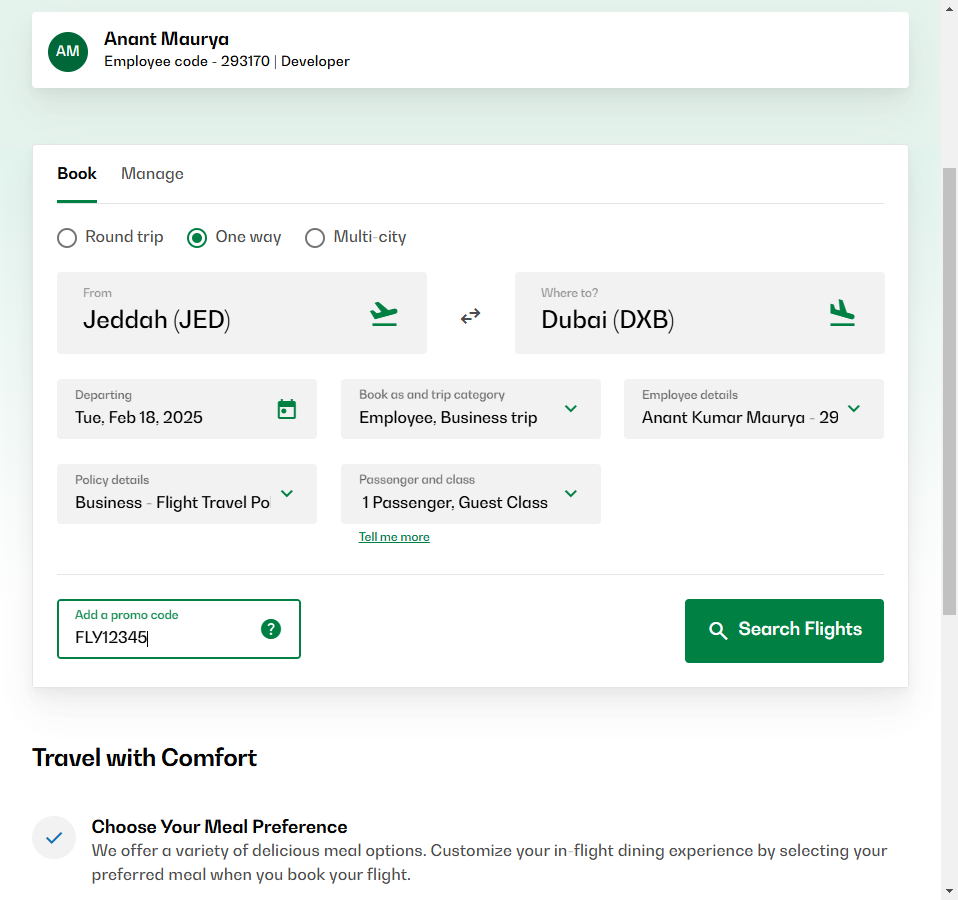 AM
Anant Maurya
Employee code - 293170 | Developer
Book
Manage
Round trip
One way
Multi-city
From
Jeddah (JED)
Where to?
Dubai (DXB)
Departing
Tue, Feb 18, 2025
Book as and trip category
Employee, Business trip
Employee details
Anant Kumar Maurya - 29
Policy details
Business - Flight Travel Po
Passenger and class
1 Passenger, Guest Class
Tell me more
Add a promo code
FLY12345
?
Search Flights
Travel with Comfort
Choose Your Meal Preference
We offer a variety of delicious meal options. Customize your in-flight dining experience by selecting your
preferred meal when you book your flight.